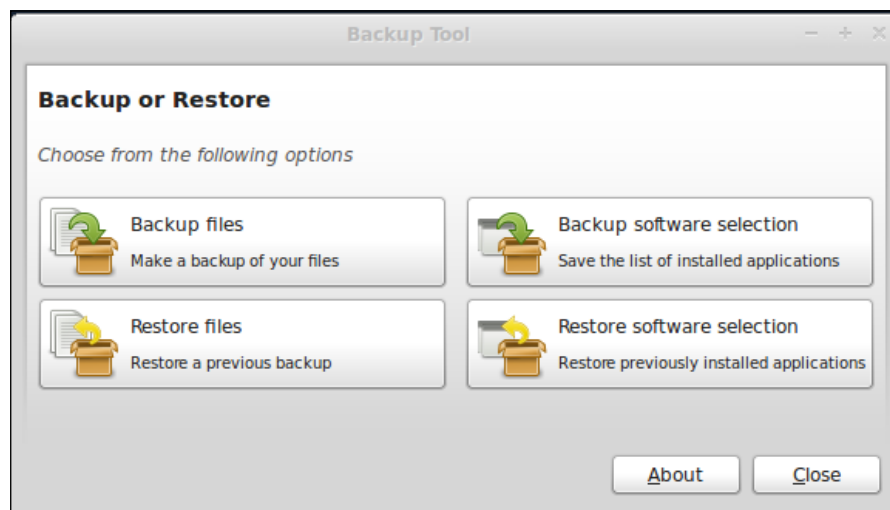 Backup Tool
Backup or Restore
Choose from the following options
Backup files
Make a backup of your files
Backup software selection
Save the list of installed applications
Restore files
Restore a previous backup
Restore software selection
Restore previously installed applications
About
Close